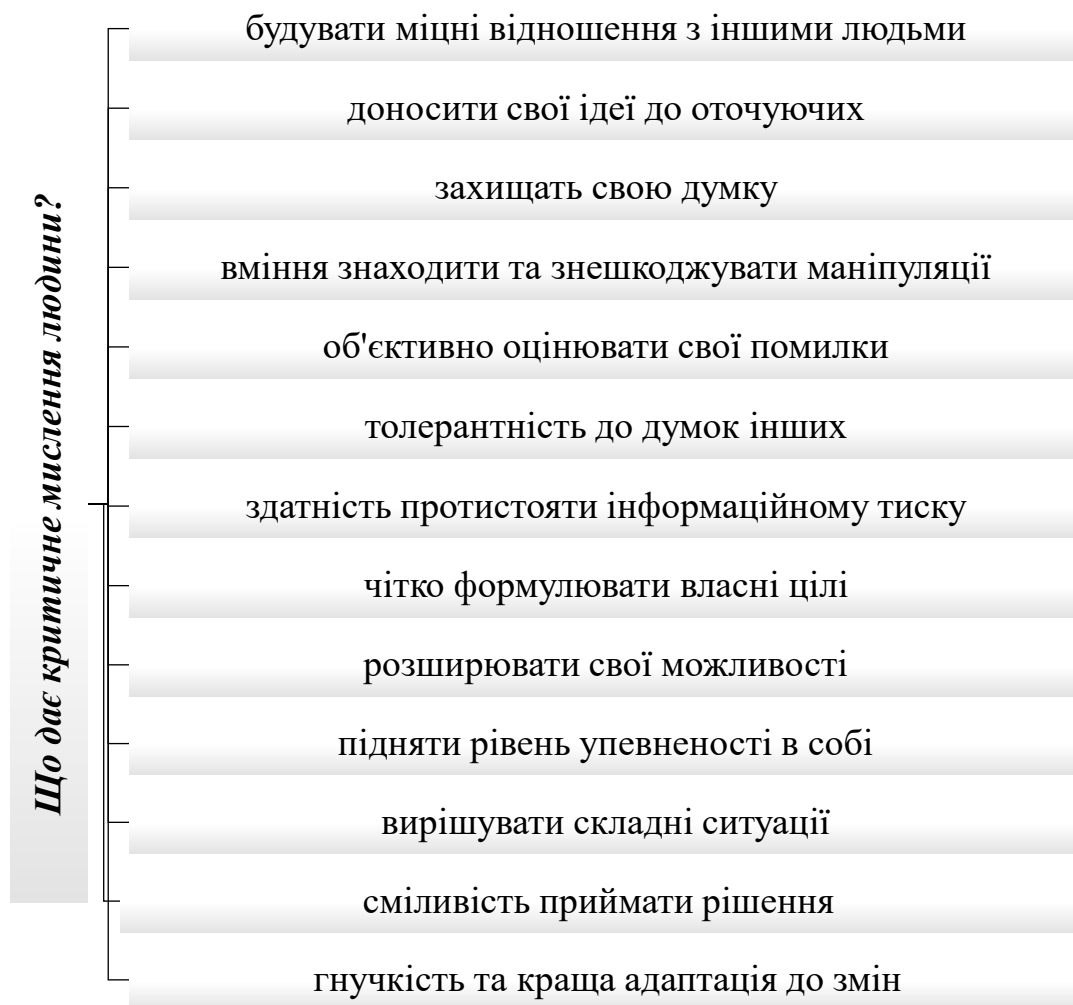 Що дає критичне мислення людини?
будувати міцні відношення з іншими людьми
доносити свої ідеї до оточуючих
захищать свою думку
вміння знаходити та знешкоджувати маніпуляції
об'єктивно оцінювати свої помилки
толерантність до думок інших
здатність протистояти інформаційному тиску
чітко формулювати власні цілі
розширювати свої можливості
підняти рівень упевненості в собі
вирішувати складні ситуації
сміливість приймати рішення
гнучкість та краща адаптація до змін